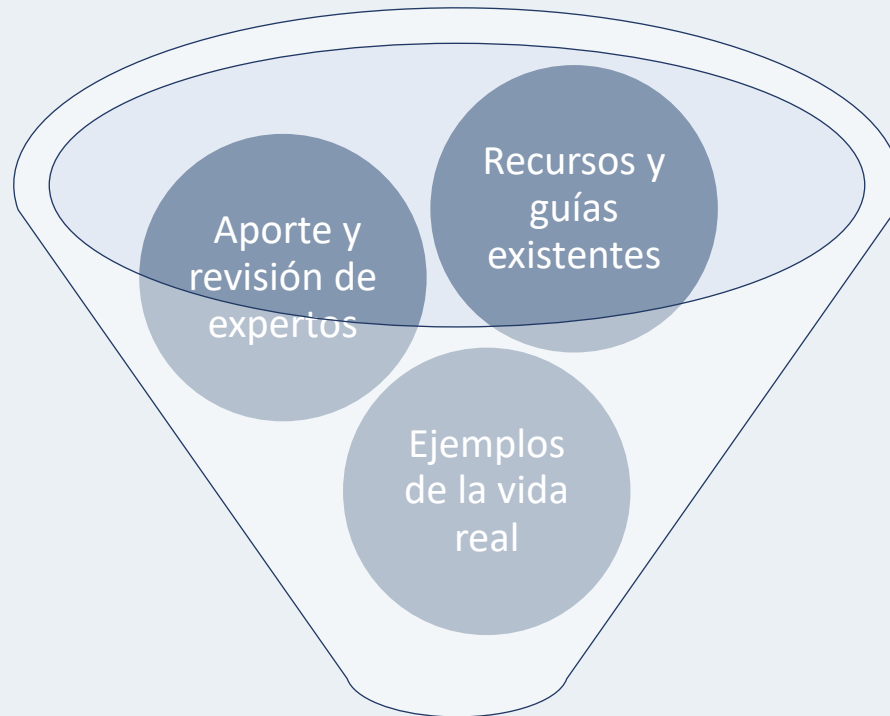 Recursos y
guías
existentes
Aporte y
revisión de
expertos
Ejemplos
de la vida
real